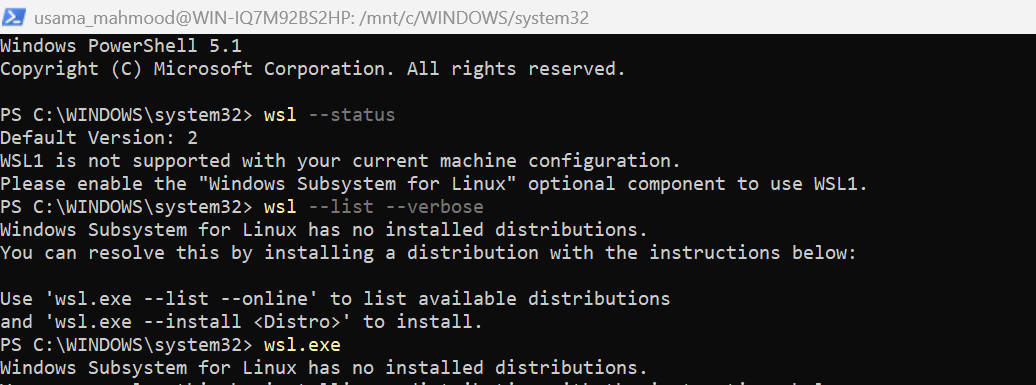 usama_mahmood@WIN-IQ7M92BS2HP: /mnt/c/WINDOWS/system32
Windows PowerShell 5.1
Copyright (C) Microsoft Corporation. All rights reserved.
PS C:\WINDOWS\system32> wsl --status
Default Version: 2
WSL1 is not supported with your current machine configuration.
Please enable the "Windows Subsystem for Linux" optional component to use WSL1.
PS C:\WINDOWS\system32> wsl --list --verbose
Windows Subsystem for Linux has no installed distributions.
You can resolve this by installing a distribution with the instructions below:
Use 'wsl.exe --list --online' to list available distributions
and 'wsl.exe --install <Distro>' to install.
PS C:\WINDOWS\system32> wsl.exe
Windows Subsystem for Linux has no installed distributions.